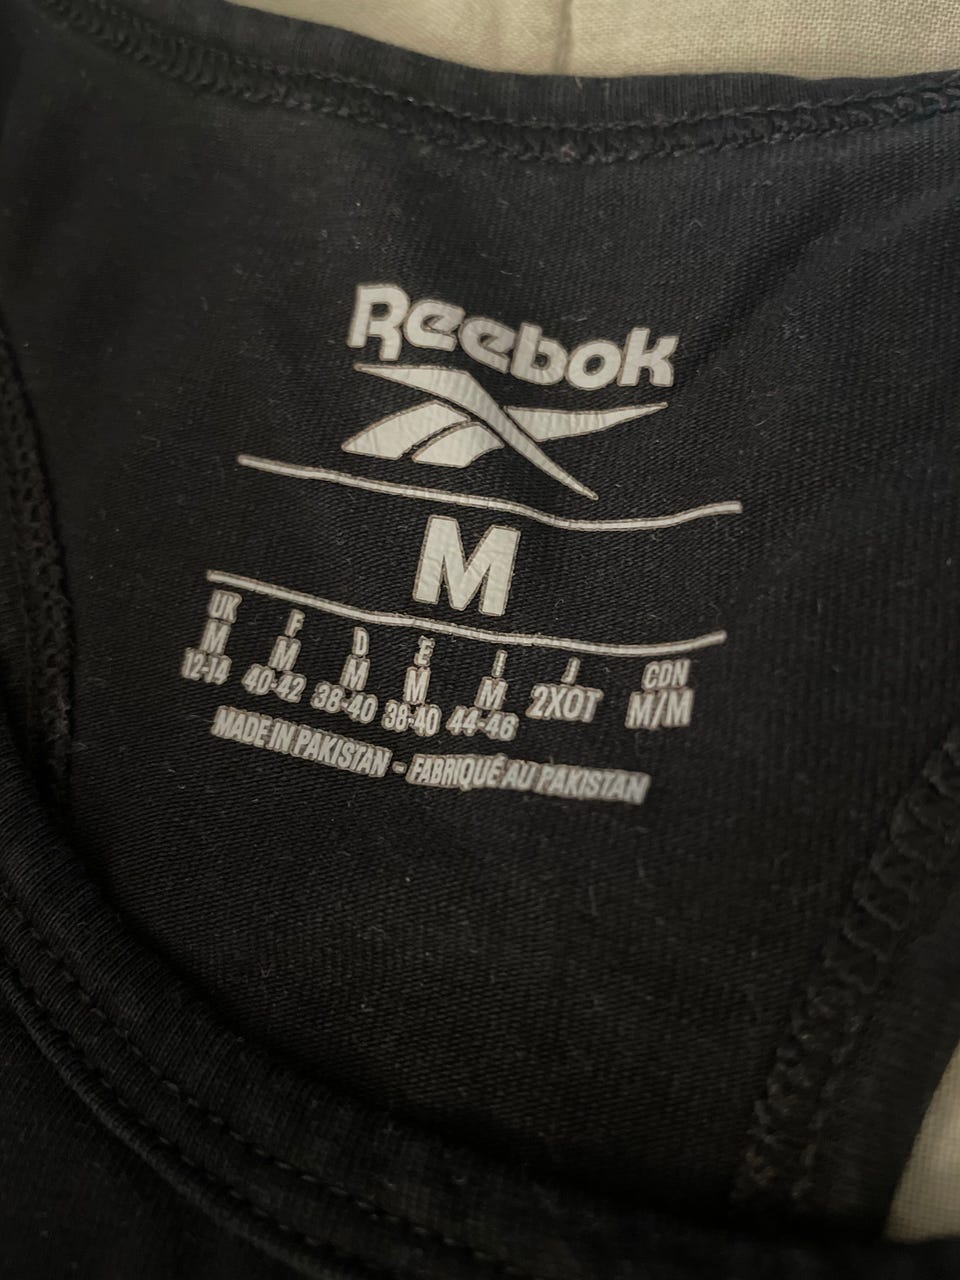 Reebok
M
UK F D E I J CDN
M M M M M 2XOT M/M
12-14 40-42 38-40 38-40 44-46
MADE IN PAKISTAN - FABRIQUÉ AU PAKISTAN